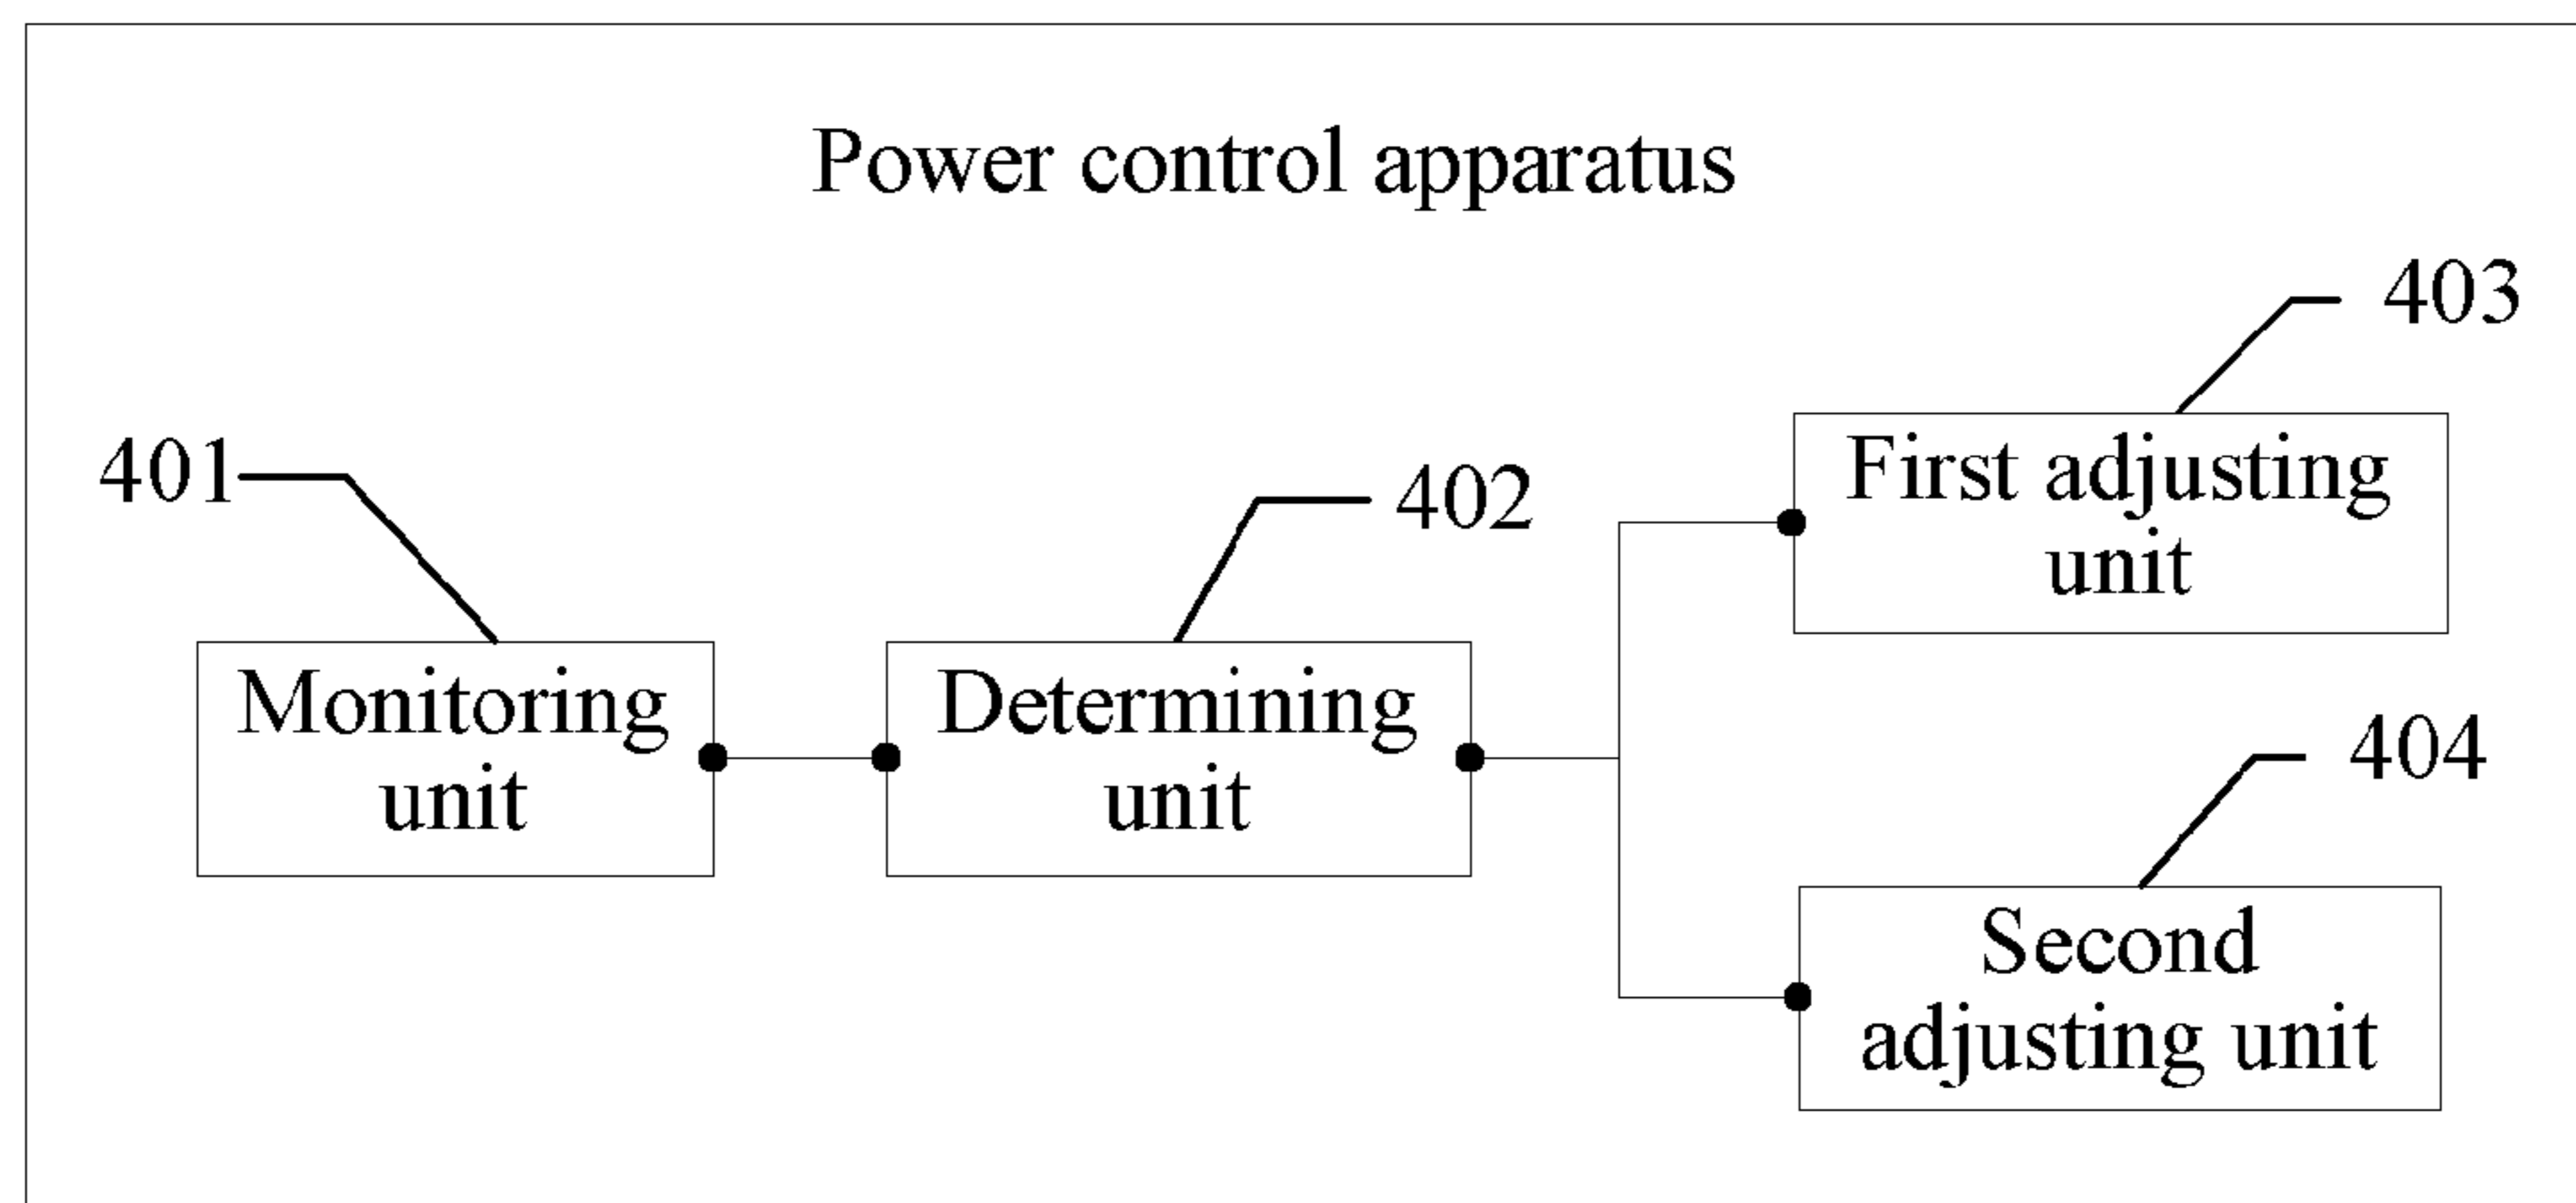 Power control apparatus
403
401
402
First adjusting
unit
Monitoring
unit
Determining
unit
404
Second
adjusting unit